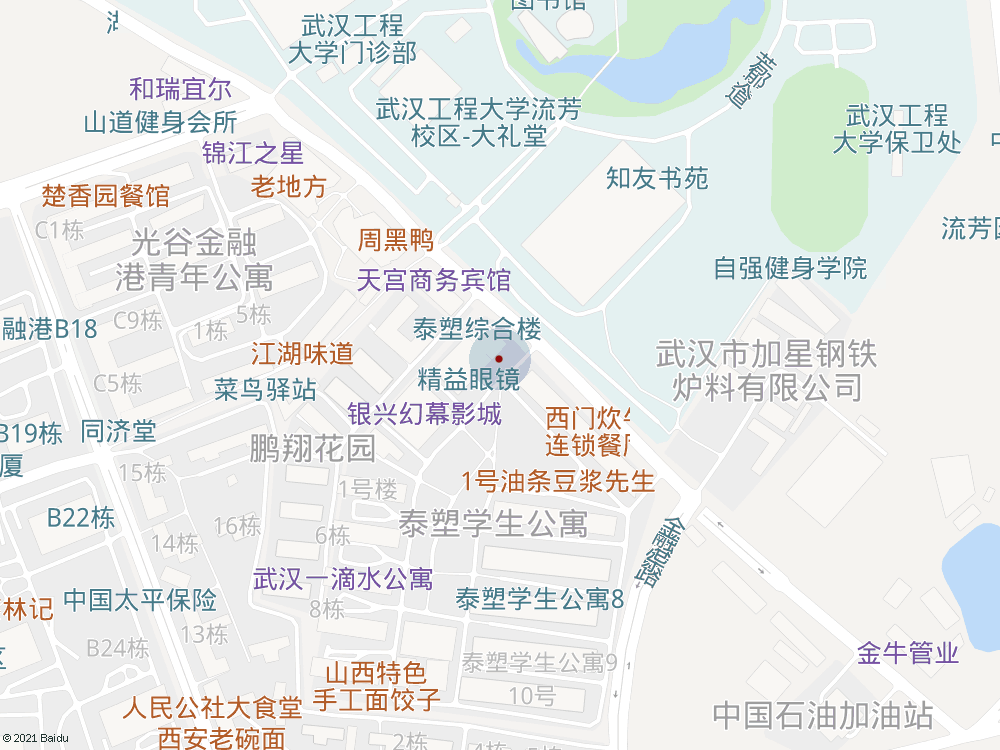 图书馆
武汉工程
大学门诊部
芳郁道
和瑞宜尔
山道健身会所
武汉工程大学流芳
校区-大礼堂
武汉工程
大学保卫处
锦江之星
老地方
知友书苑
楚香园餐馆
C1栋
光谷金融
港青年公寓
周黑鸭
天宫商务宾馆
流芳
自强健身学院
融港B18
C9栋
1栋
5栋
泰塑综合楼
江湖味道
武汉市加星钢铁
炉料有限公司
C5栋
菜鸟驿站
精益眼镜
银兴幻幕影城
西门炊
连锁餐厅
B19栋
厦
同济堂
鹏翔花园
15栋
1号楼
1号油条豆浆先生
B22栋
16栋
14栋
6栋
泰塑学生公寓
武汉一滴水公寓
泰塑学生公寓8
林记
中国太平保险
8栋
13栋
B24栋
区
泰塑学生公寓9
10号
金牛管业
山西特色
手工面饺子
人民公社大食堂
西安老碗面
2栋
4栋
中国石油加油站
© 2021 Baidu